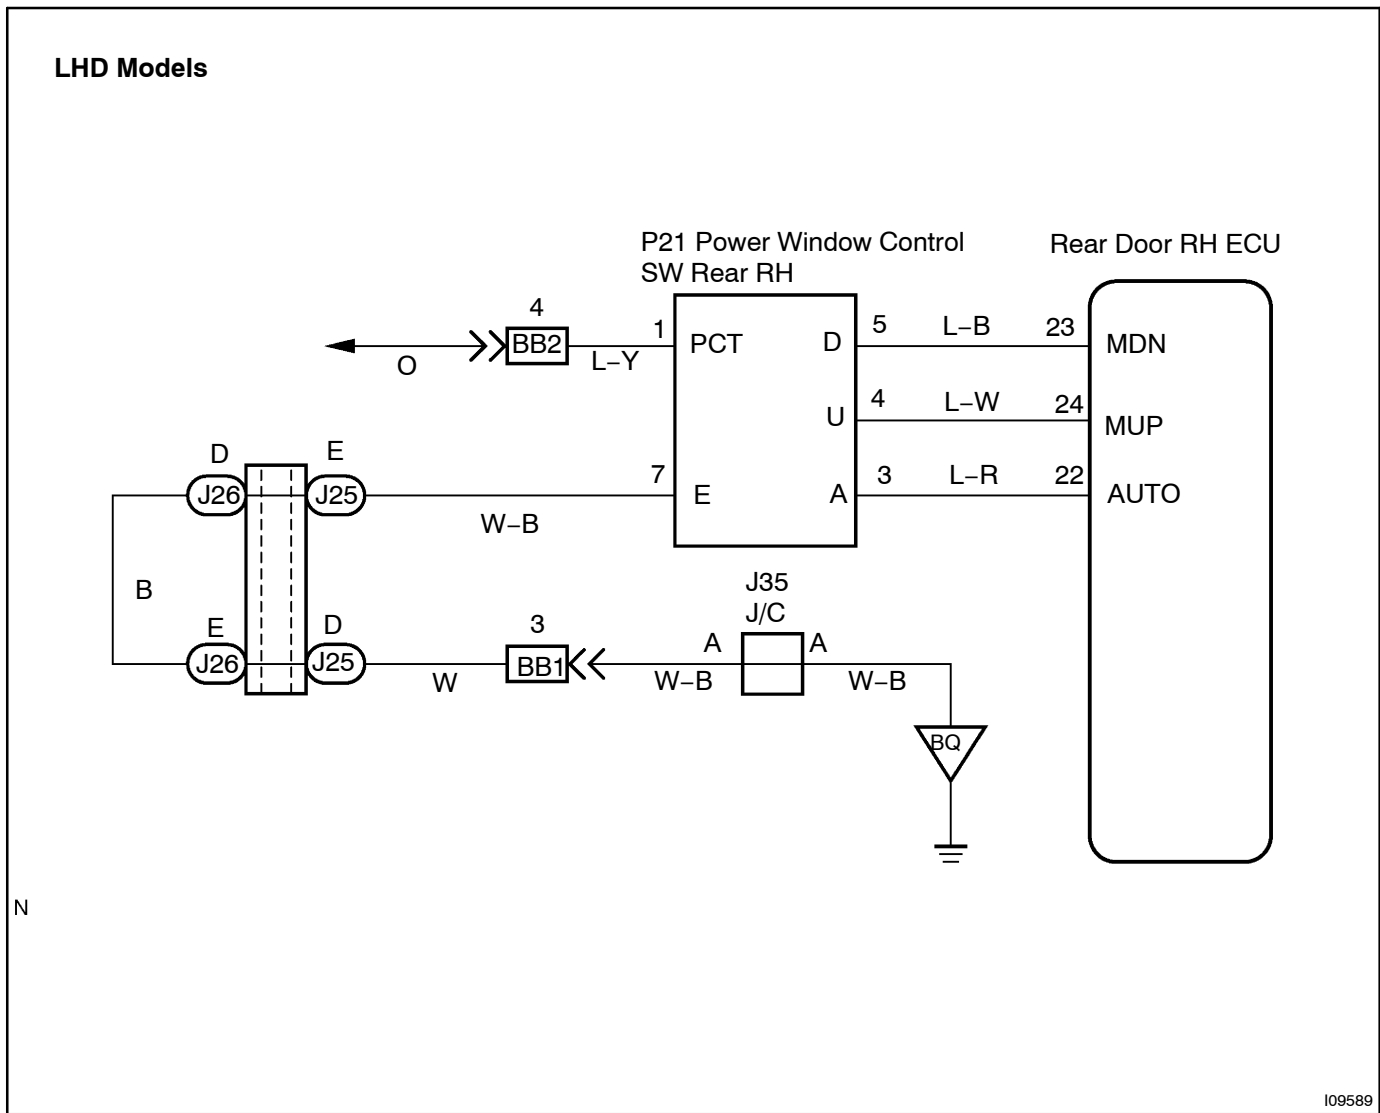 LHD Models
P21 Power Window Control
SW Rear RH
Rear Door RH ECU
4
BB2
O
L–Y
1
PCT
D
5
L–B
23
MDN
U
4
L–W
24
MUP
D
J26
E
J25
W–B
7
E
A
3
L–R
22
AUTO
B
E
J26
D
J25
W
3
BB1
W–B
A
J35
J/C
A
W–B
BQ
N
I09589